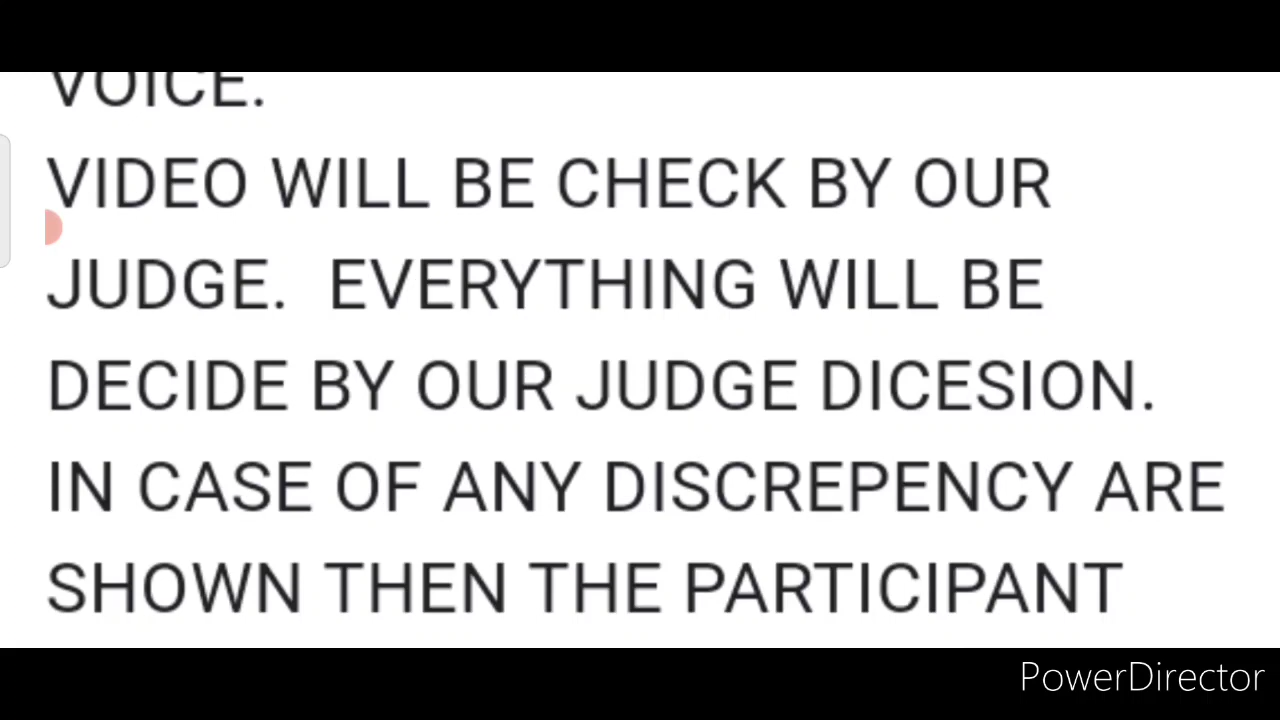 VOICE.
VIDEO WILL BE CHECK BY OUR
JUDGE.  EVERYTHING WILL BE
DECIDE BY OUR JUDGE DICESION.
IN CASE OF ANY DISCREPENCY ARE
SHOWN THEN THE PARTICIPANT
PowerDirector